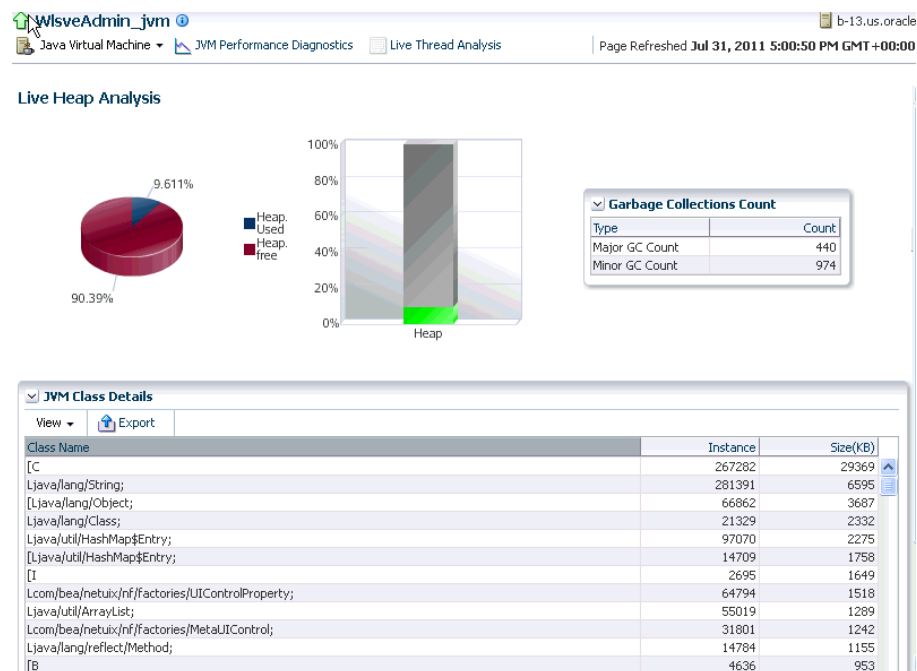 WlsveAdmin_jvm
b-13.us.oracle
Java Virtual Machine JVM Performance Diagnostics Live Thread Analysis
Page Refreshed Jul 31, 2011 5:00:50 PM GMT+00:00
Live Heap Analysis
9.611%
90.39%
Heap.
Used
Heap.
free
100%
80%
60%
40%
20%
0%
Heap
Garbage Collections Count
Type Count
Major GC Count 440
Minor GC Count 974
JVM Class Details
View Export
Class Name Instance Size(KB)
[C 267282 29369
Ljava/lang/String; 281391 6595
[Ljava/lang/Object; 66862 3687
Ljava/lang/Class; 21329 2332
Ljava/util/HashMap$Entry; 97070 2275
[Ljava/util/HashMap$Entry; 14709 1758
[I 2695 1649
Lcom/bea/netuix/nf/factories/UIControlProperty; 64794 1518
Ljava/util/ArrayList; 55019 1289
Lcom/bea/netuix/nf/factories/MetaUIControl; 31801 1242
Ljava/lang/reflect/Method; 14784 1155
[B 4636 953